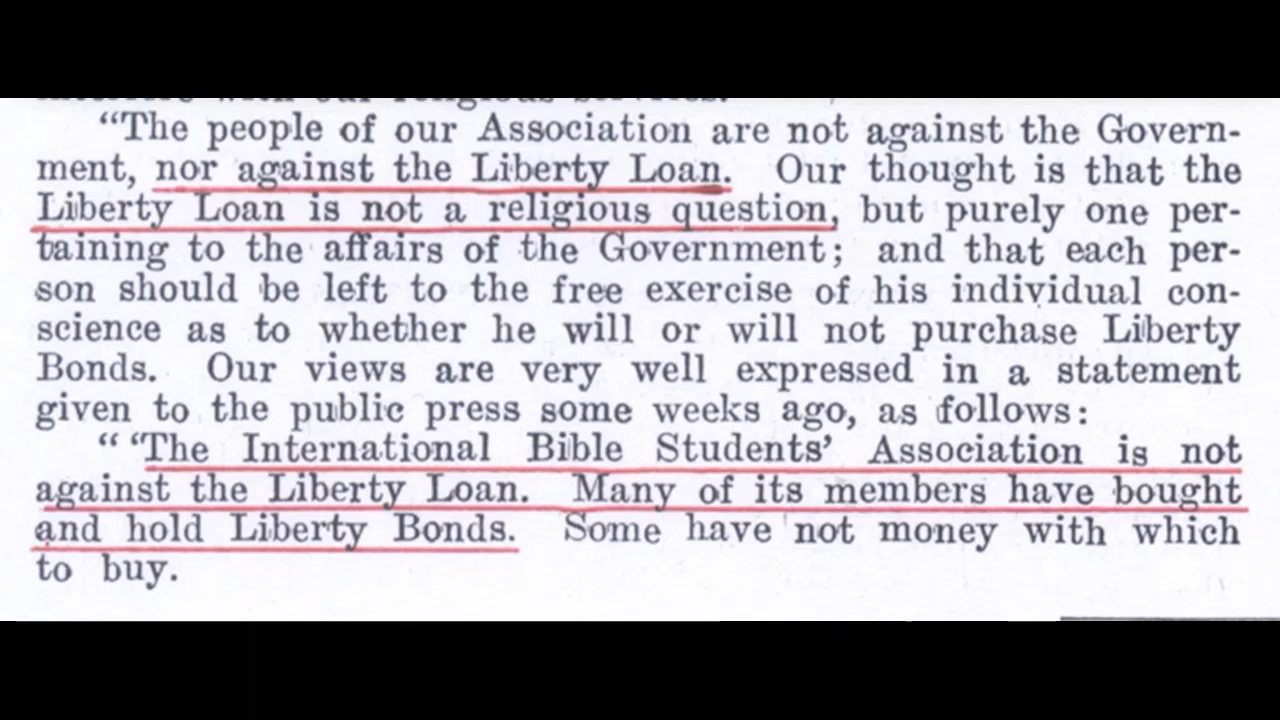 "The people of our Association are not against the Govern-
ment, nor against the Liberty Loan. Our thought is that the
Liberty Loan is not a religious question, but purely one per-
taining to the affairs of the Government; and that each per-
son should be left to the free exercise of his individual con-
science as to whether he will or will not purchase Liberty
Bonds. Our views are very well expressed in a statement
given to the public press some weeks ago, as follows:
" 'The International Bible Students' Association is not
against the Liberty Loan. Many of its members have bought
and hold Liberty Bonds. Some have not money with which
to buy.